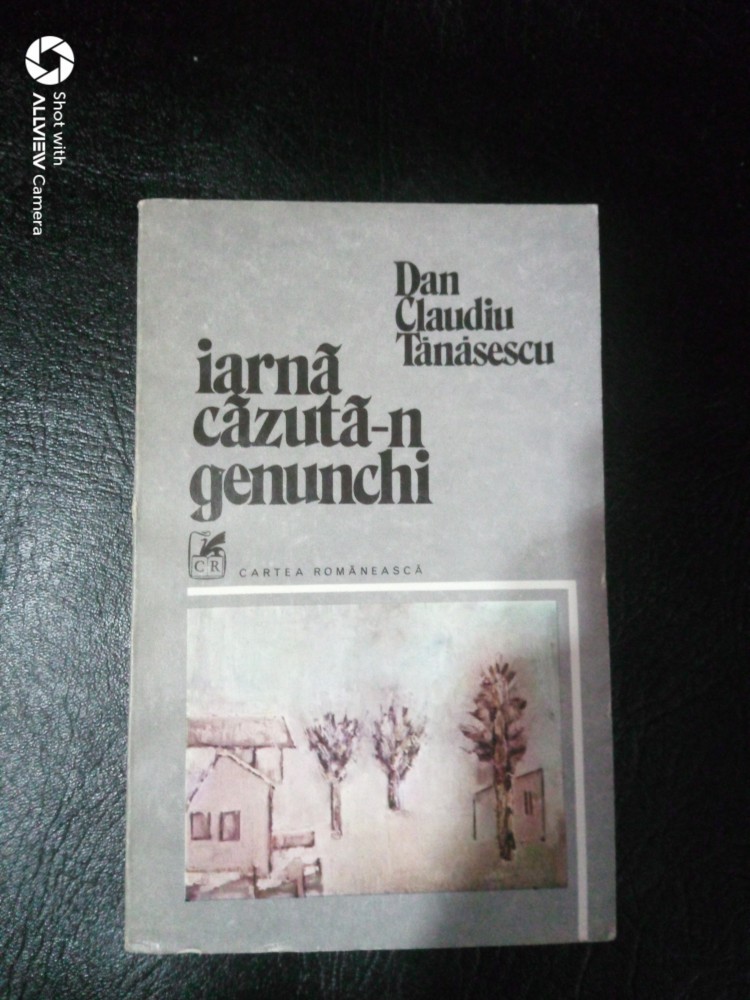 Shot with
ALLVIEW Camera
Dan
Claudiu
Tănăsescu
iarnă
căzută-n
genunchi
CR
CARTEA ROMÂNEASCĂ